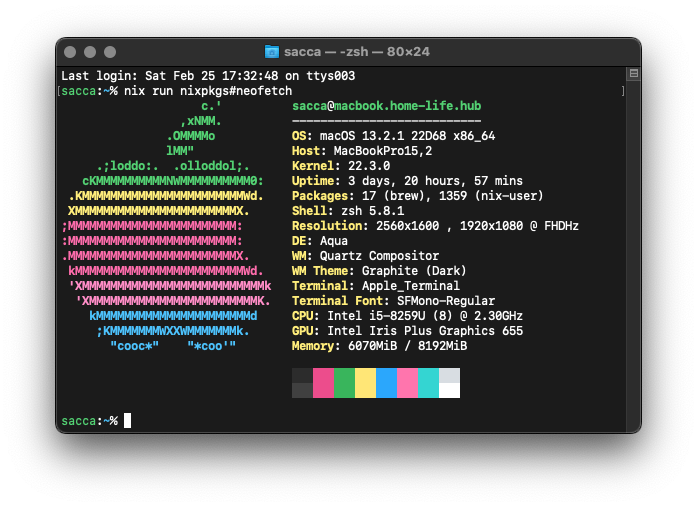 sacca — -zsh — 80×24
Last login: Sat Feb 25 17:32:48 on ttys003
[sacca:~% nix run nixpkgs#neofetch ]
c.' sacca@macbook.home-life.hub
,xNMM. ---------------------------
.OMMMMo OS: macOS 13.2.1 22D68 x86_64
lMM" Host: MacBookPro15,2
.;loddo:. .olloddol;. Kernel: 22.3.0
cKMMMMMMMMMMNWMMMMMMMMMM0: Uptime: 3 days, 20 hours, 57 mins
.KMMMMMMMMMMMMMMMMMMMMMMMWd. Packages: 17 (brew), 1359 (nix-user)
XMMMMMMMMMMMMMMMMMMMMMMMX. Shell: zsh 5.8.1
;MMMMMMMMMMMMMMMMMMMMMMMM: Resolution: 2560x1600 , 1920x1080 @ FHDHz
:MMMMMMMMMMMMMMMMMMMMMMMM: DE: Aqua
.MMMMMMMMMMMMMMMMMMMMMMMMX. WM: Quartz Compositor
kMMMMMMMMMMMMMMMMMMMMMMMMWd. WM Theme: Graphite (Dark)
'XMMMMMMMMMMMMMMMMMMMMMMMMMMk Terminal: Apple_Terminal
'XMMMMMMMMMMMMMMMMMMMMMMMMK. Terminal Font: SFMono-Regular
kMMMMMMMMMMMMMMMMMMMMMMd CPU: Intel i5-8259U (8) @ 2.30GHz
;KMMMMMMMWXXWMMMMMMMk. GPU: Intel Iris Plus Graphics 655
"cooc*" "*coo'" Memory: 6070MiB / 8192MiB
sacca:~%